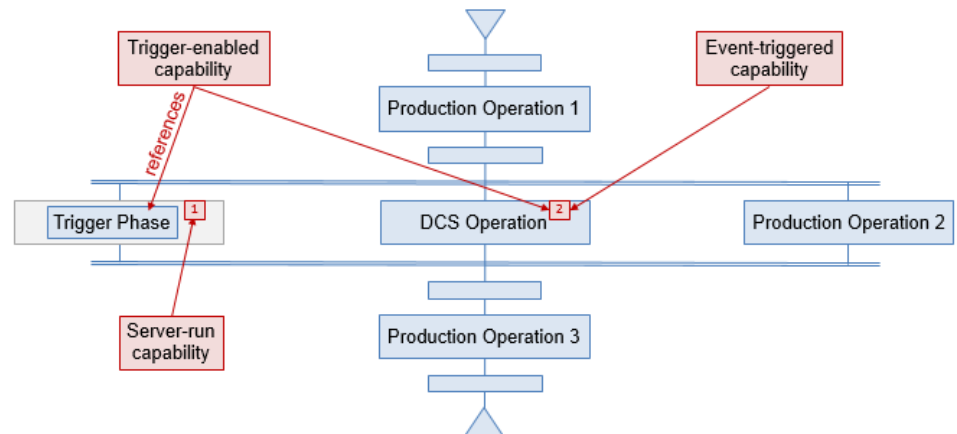 Trigger-enabled
capability
Event-triggered
capability
references
Production Operation 1
Trigger Phase
1
DCS Operation
2
Production Operation 2
Server-run
capability
Production Operation 3